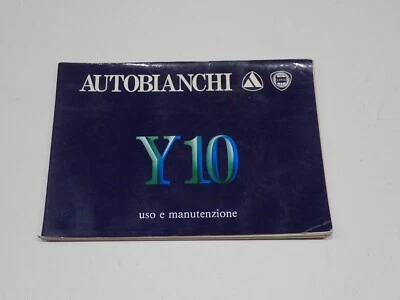 AUTOBIANCHI
Y10
uso e manutenzione